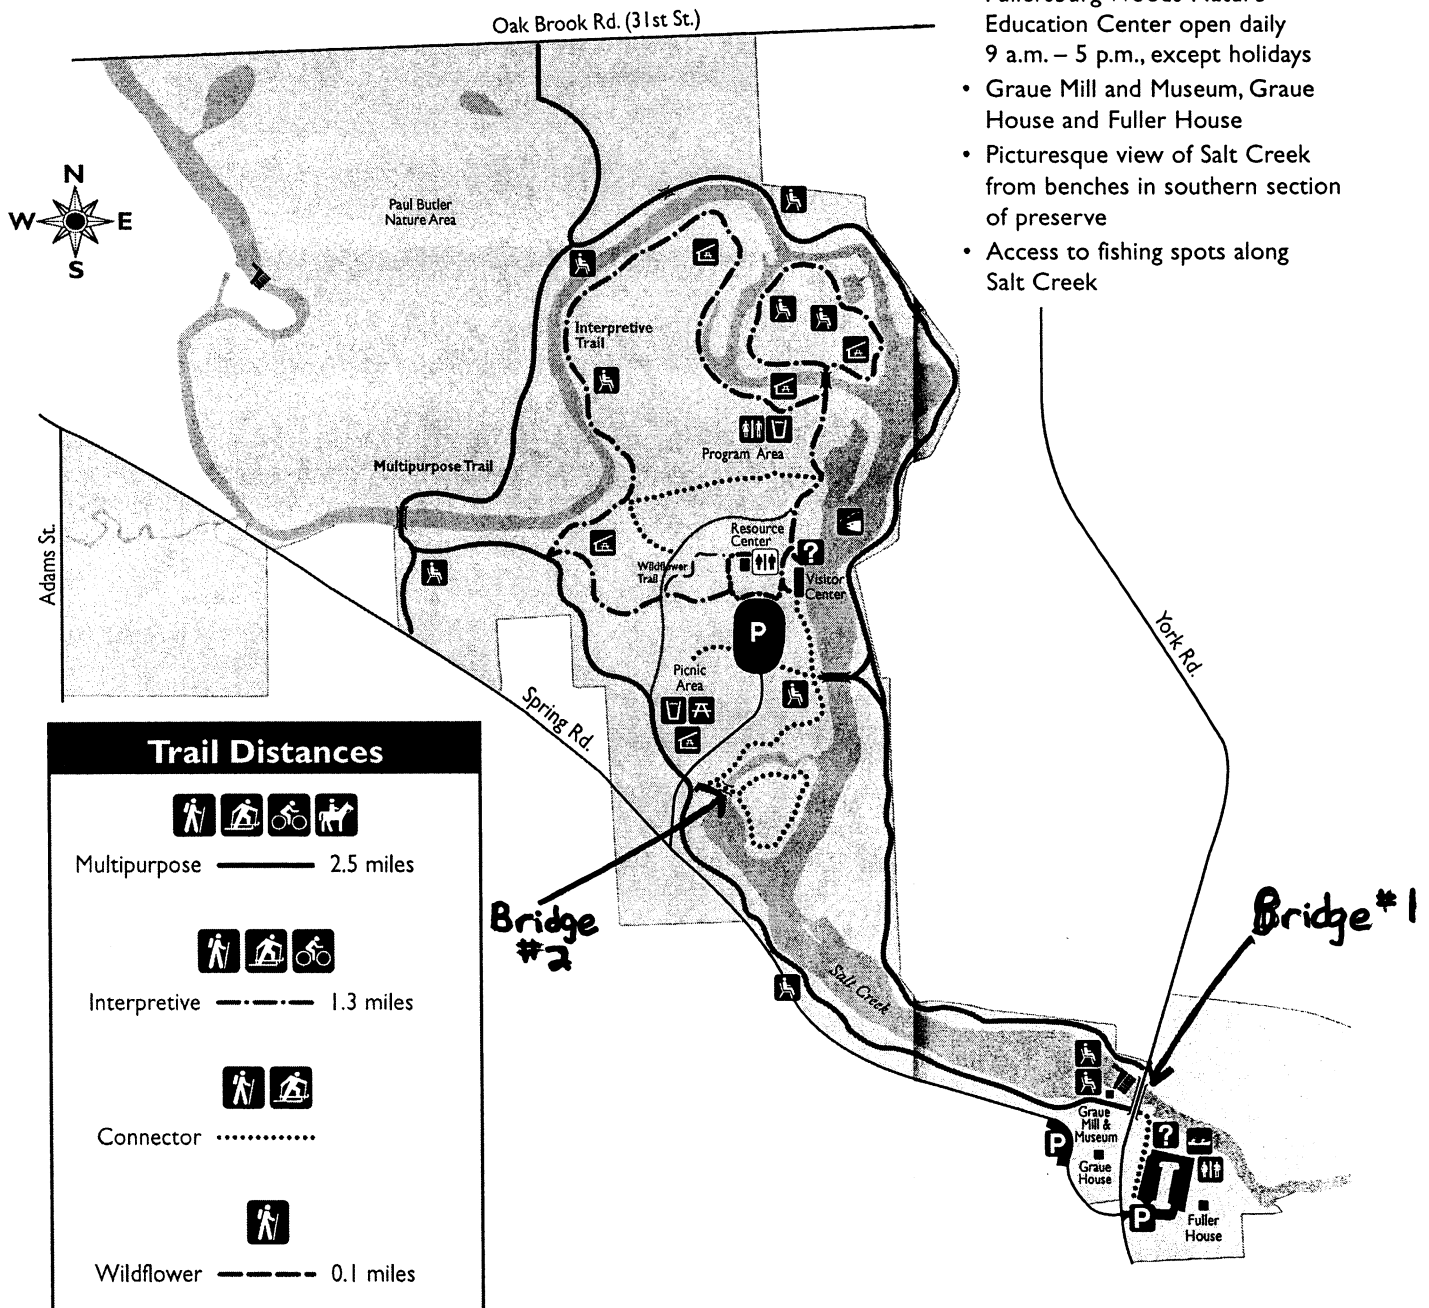 Oak Brook Rd. (31st St.)
Education Center open daily
9 a.m. – 5 p.m., except holidays
• Graue Mill and Museum, Graue
House and Fuller House
• Picturesque view of Salt Creek
from benches in southern section
of preserve
• Access to fishing spots along
Salt Creek
N
W E
S
Paul Butler
Nature Area
Interpretive
Trail
Multipurpose Trail
Program Area
Resource
Center
?
Wildflower
Trail
Visitor
Center
Adams St.
P
Picnic
Area
Spring Rd.
York Rd.
Trail Distances
Multipurpose 2.5 miles
Interpretive 1.3 miles
Connector
Wildflower 0.1 miles
Bridge
#2
Bridge #1
Salt Creek
Graue
Mill &
Museum
P
?
Graue
House
P
Fuller
House